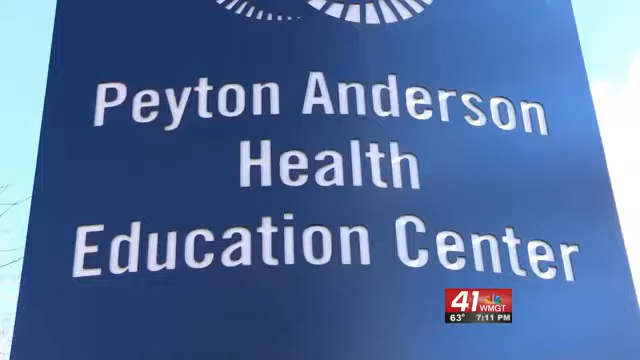 Peyton Anderson
Health
Education Center
41 WMGT
63° 7:11 PM